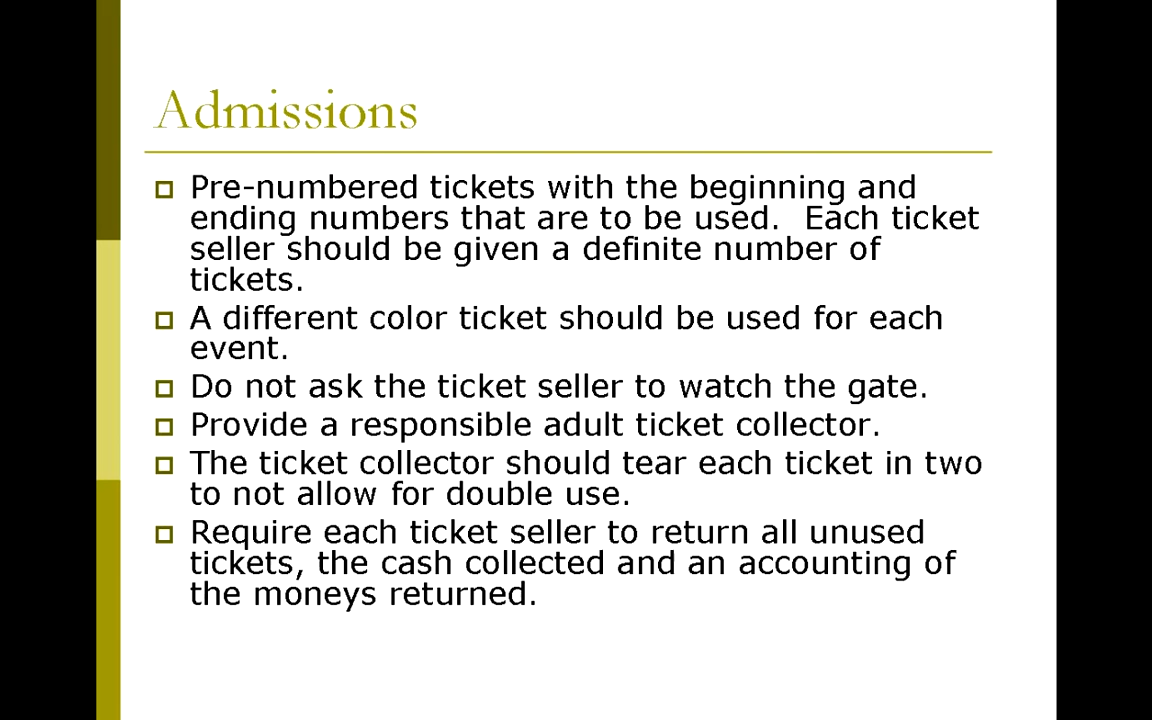 Admissions
Pre-numbered tickets with the beginning and
ending numbers that are to be used.  Each ticket
seller should be given a definite number of
tickets.
A different color ticket should be used for each
event.
Do not ask the ticket seller to watch the gate.
Provide a responsible adult ticket collector.
The ticket collector should tear each ticket in two
to not allow for double use.
Require each ticket seller to return all unused
tickets, the cash collected and an accounting of
the moneys returned.